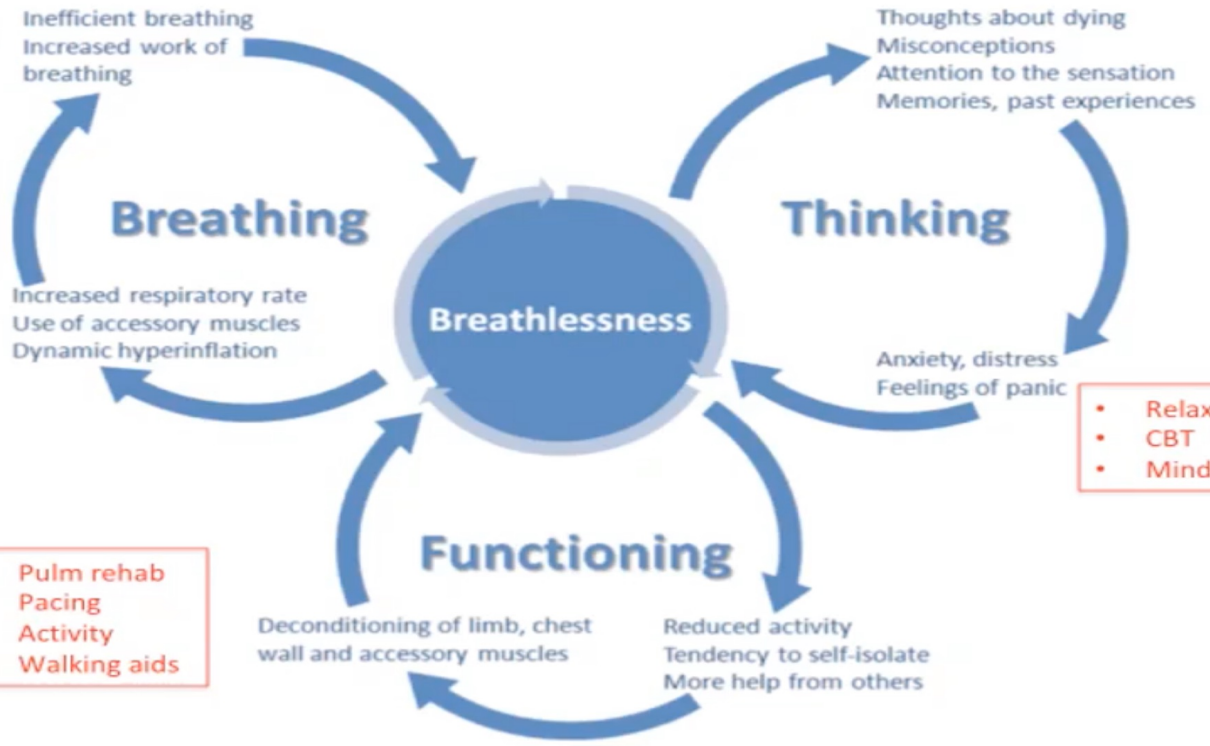 Inefficient breathing
Increased work of
breathing
Thoughts about dying
Misconceptions
Attention to the sensation
Memories, past experiences
Breathing
Thinking
Increased respiratory rate
Use of accessory muscles
Dynamic hyperinflation
Breathlessness
Anxiety, distress
Feelings of panic
• Relax
• CBT
• Mind
Functioning
Pulm rehab
Pacing
Activity
Walking aids
Deconditioning of limb, chest
wall and accessory muscles
Reduced activity
Tendency to self-isolate
More help from others